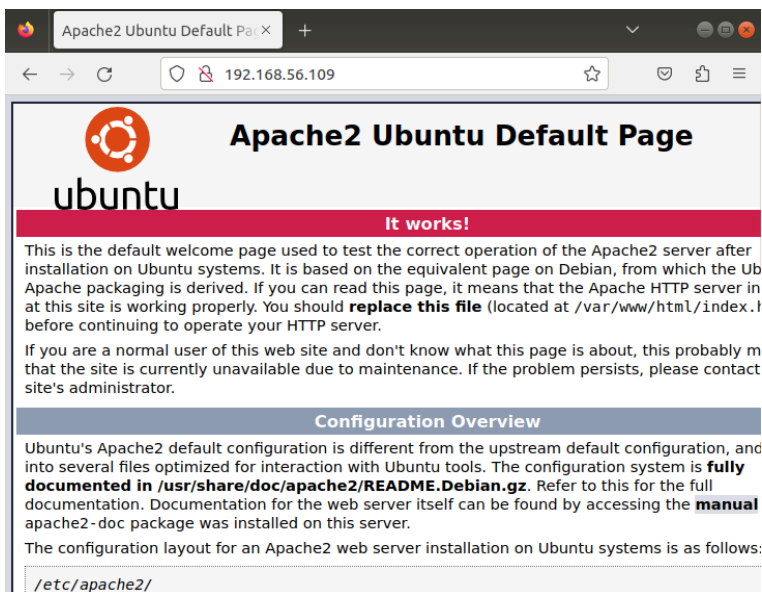 Apache2 Ubuntu Default Pag
192.168.56.109
ubuntu
Apache2 Ubuntu Default Page
It works!
This is the default welcome page used to test the correct operation of the Apache2 server after
installation on Ubuntu systems. It is based on the equivalent page on Debian, from which the Ub
Apache packaging is derived. If you can read this page, it means that the Apache HTTP server in
at this site is working properly. You should replace this file (located at /var/www/html/index.h
before continuing to operate your HTTP server.
If you are a normal user of this web site and don't know what this page is about, this probably m
that the site is currently unavailable due to maintenance. If the problem persists, please contact
site's administrator.
Configuration Overview
Ubuntu's Apache2 default configuration is different from the upstream default configuration, and
into several files optimized for interaction with Ubuntu tools. The configuration system is fully
documented in /usr/share/doc/apache2/README.Debian.gz. Refer to this for the full
documentation. Documentation for the web server itself can be found by accessing the manual
apache2-doc package was installed on this server.
The configuration layout for an Apache2 web server installation on Ubuntu systems is as follows:
/etc/apache2/